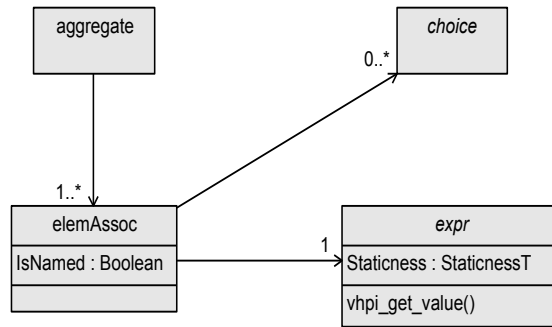 aggregate
choice
0..*
1..*
elemAssoc
IsNamed : Boolean
1
expr
Staticness : StaticnessT
vhpi_get_value()